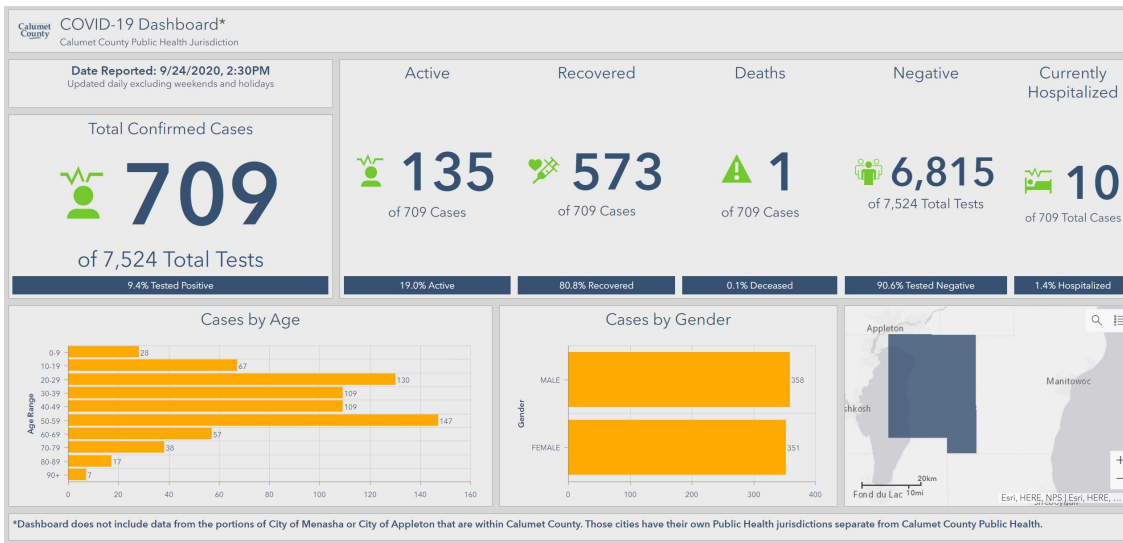 Calumet
County
COVID-19 Dashboard*
Calumet County Public Health Jurisdiction
Date Reported: 9/24/2020, 2:30PM
Updated daily excluding weekends and holidays
Total Confirmed Cases
709
of 7,524 Total Tests
9.4% Tested Positive
Active
135
of 709 Cases
19.0% Active
Recovered
573
of 709 Cases
80.8% Recovered
Deaths
1
of 709 Cases
0.1% Deceased
Negative
6,815
of 7,524 Total Tests
90.6% Tested Negative
Currently
Hospitalized
10
of 709 Total Cases
1.4% Hospitalized
Cases by Age
Age Range
0-9 28
10-19 67
20-29 130
30-39 109
40-49 109
50-59 147
60-69 57
70-79 38
80-89 17
90+ 7
0 20 40 60 80 100 120 140 160
Cases by Gender
Gender
MALE 358
FEMALE 351
0 100 200 300 400
Appleton
Manitowoc
shkosh
20km
Fond du Lac 10mi
Esri, HERE, NPS | Esri, HERE, ...
+
−
*Dashboard does not include data from the portions of City of Menasha or City of Appleton that are within Calumet County. Those cities have their own Public Health jurisdictions separate from Calumet County Public Health.